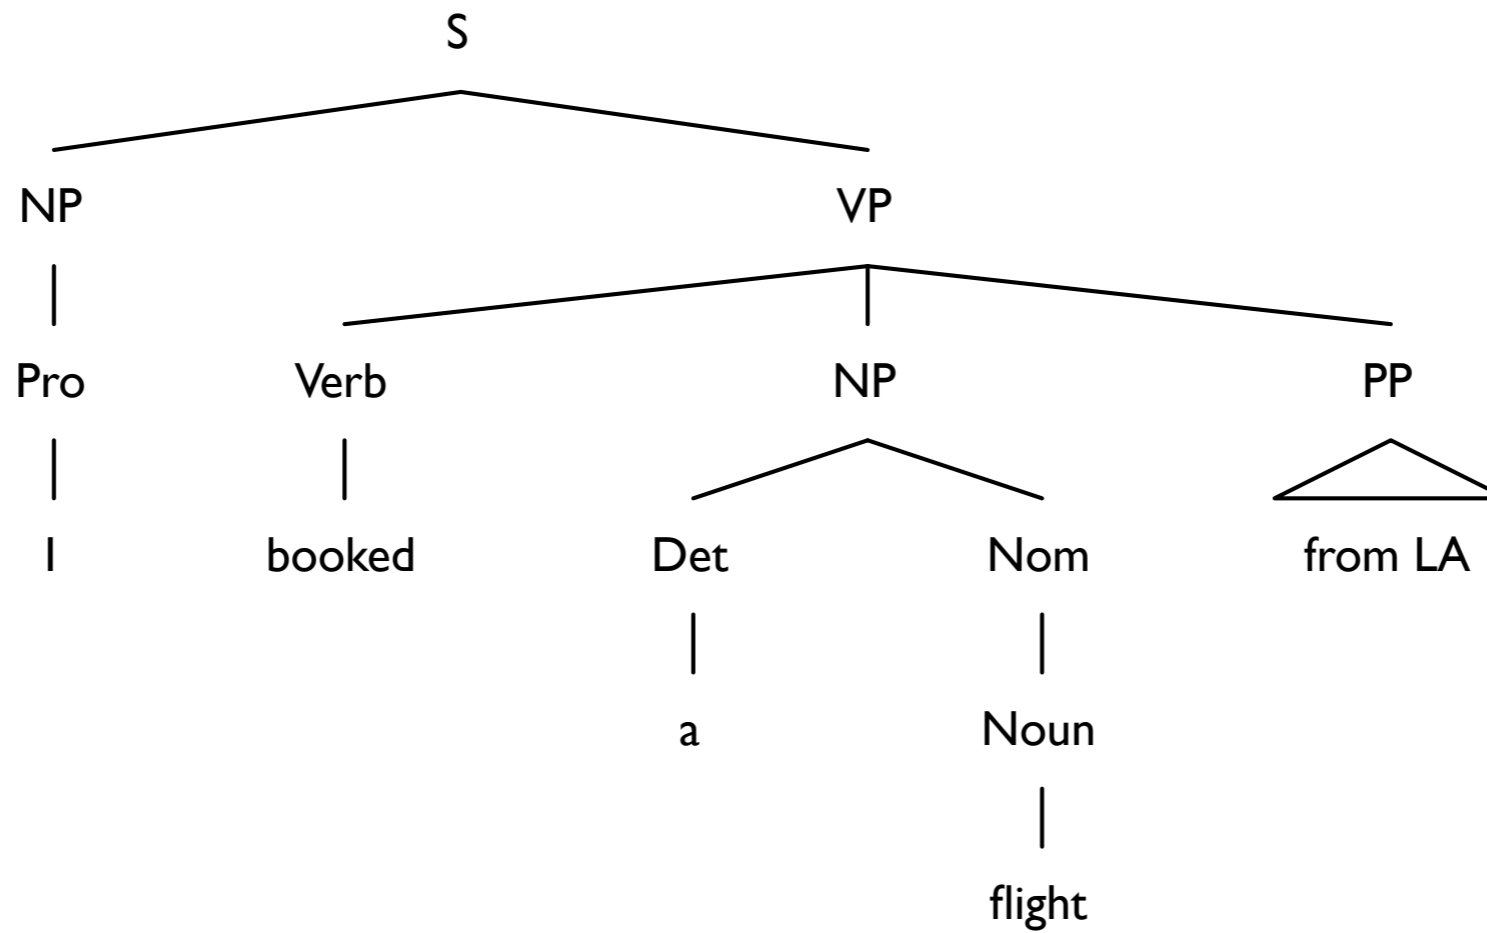 S
NP VP
Pro Verb NP PP
I booked Det Nom from LA
a Noun
flight